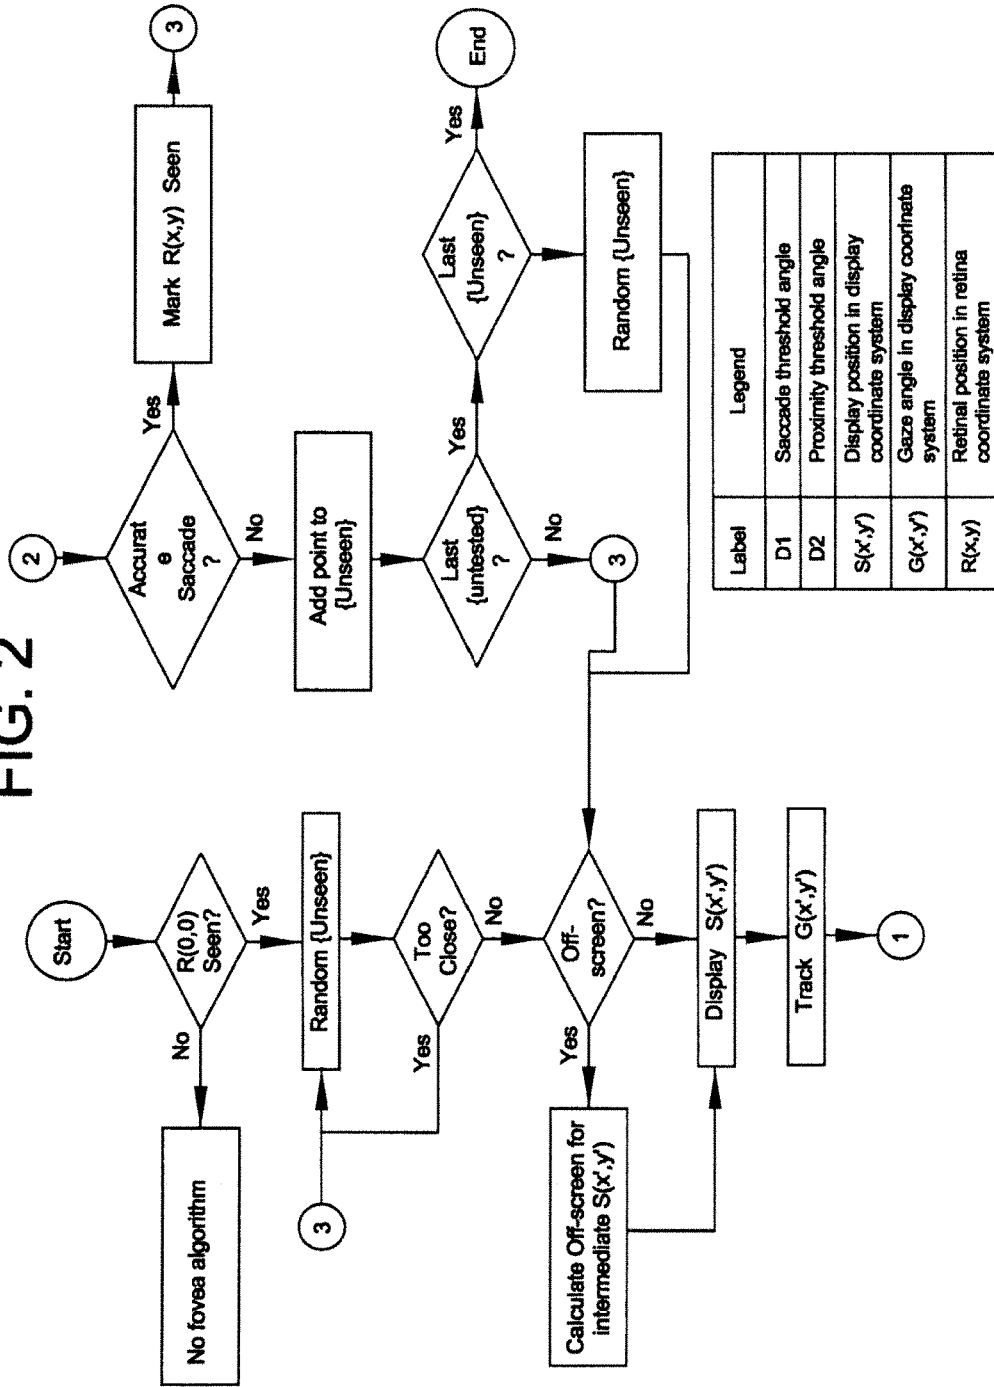 FIG. 2
Start
R(0,0)
Seen?
No
Yes
No fovea algorithm
3
Random {Unseen}
Too
Close?
Yes
No
Off-
screen?
Yes
No
Calculate Off-screen for
intermediate S(x',y')
Display S(x',y')
Track G(x',y')
1
2
Accurat
e
Saccade
?
Yes
Mark R(x,y) Seen
3
No
Add point to
{Unseen}
Last
{untested}
?
Yes
No
3
Last
{Unseen}
?
Yes
End
Random {Unseen}
Label
Legend
D1
Saccade threshold angle
D2
Proximity threshold angle
S(x',y')
Display position in display
coordinate system
G(x',y')
Gaze angle in display coorinate
system
R(x,y)
Retinal position in retina
coordinate system